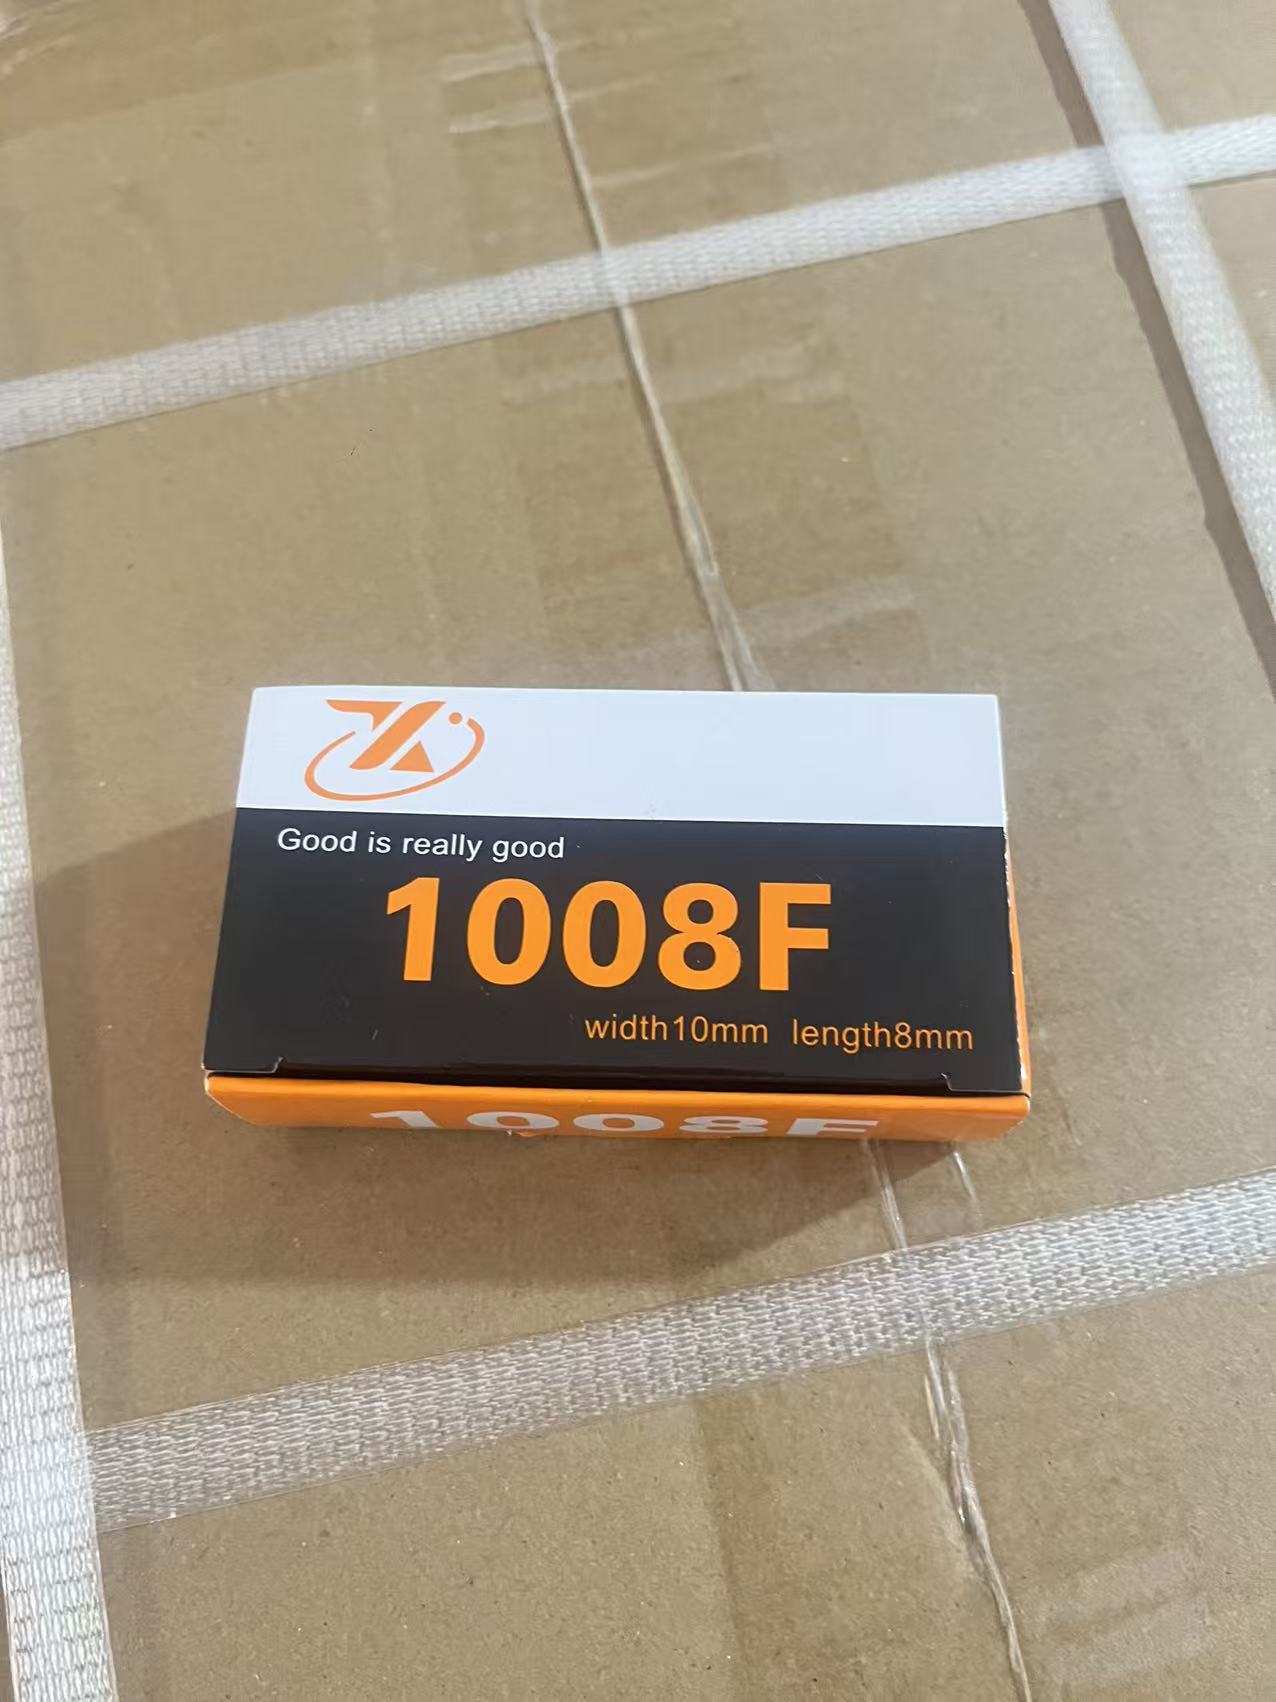 Good is really good
1008F
width10mm length8mm
1008F